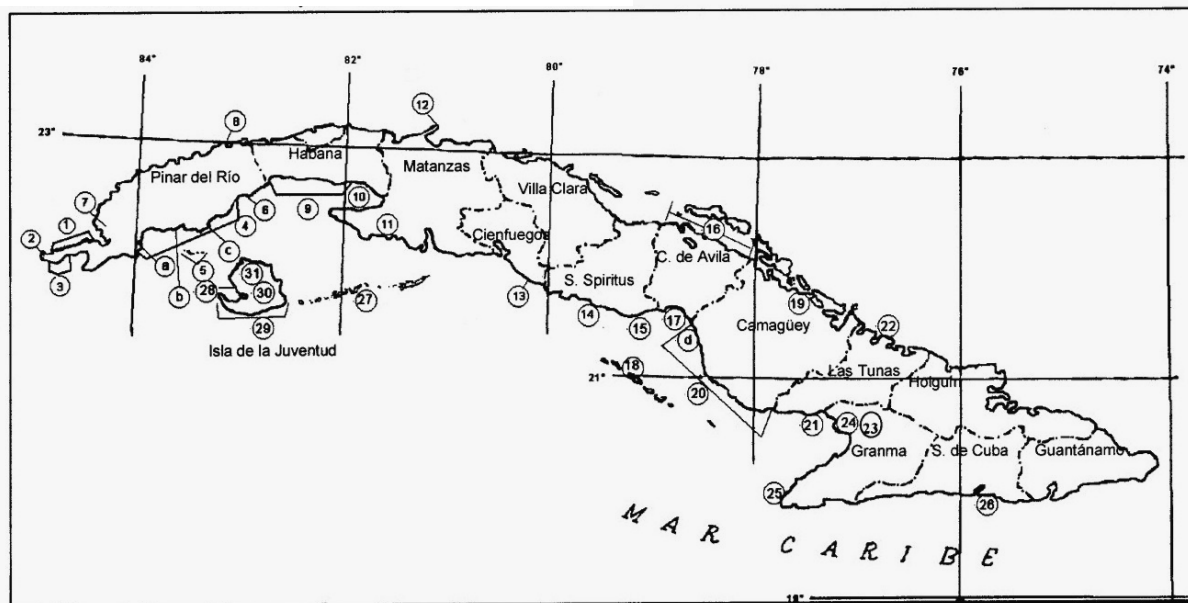 84° 82° 80° 78° 76° 74°
23°
12
8
Habana
Matanzas
Pinar del Río
Villa Clara
7 1 6 9 10
2 4 11 16
Cienfuegos
C. de Avila
3 a c
5 31
S. Spiritus
28 30 27 13 14 19
b 15 17 22
29 d Camagüey
Isla de la Juventud
18
21°
Las Tunas
Holguín
20
21 24 23
Granma
S. de Cuba
Guantánamo
25 26
MAR CARIBE
19°